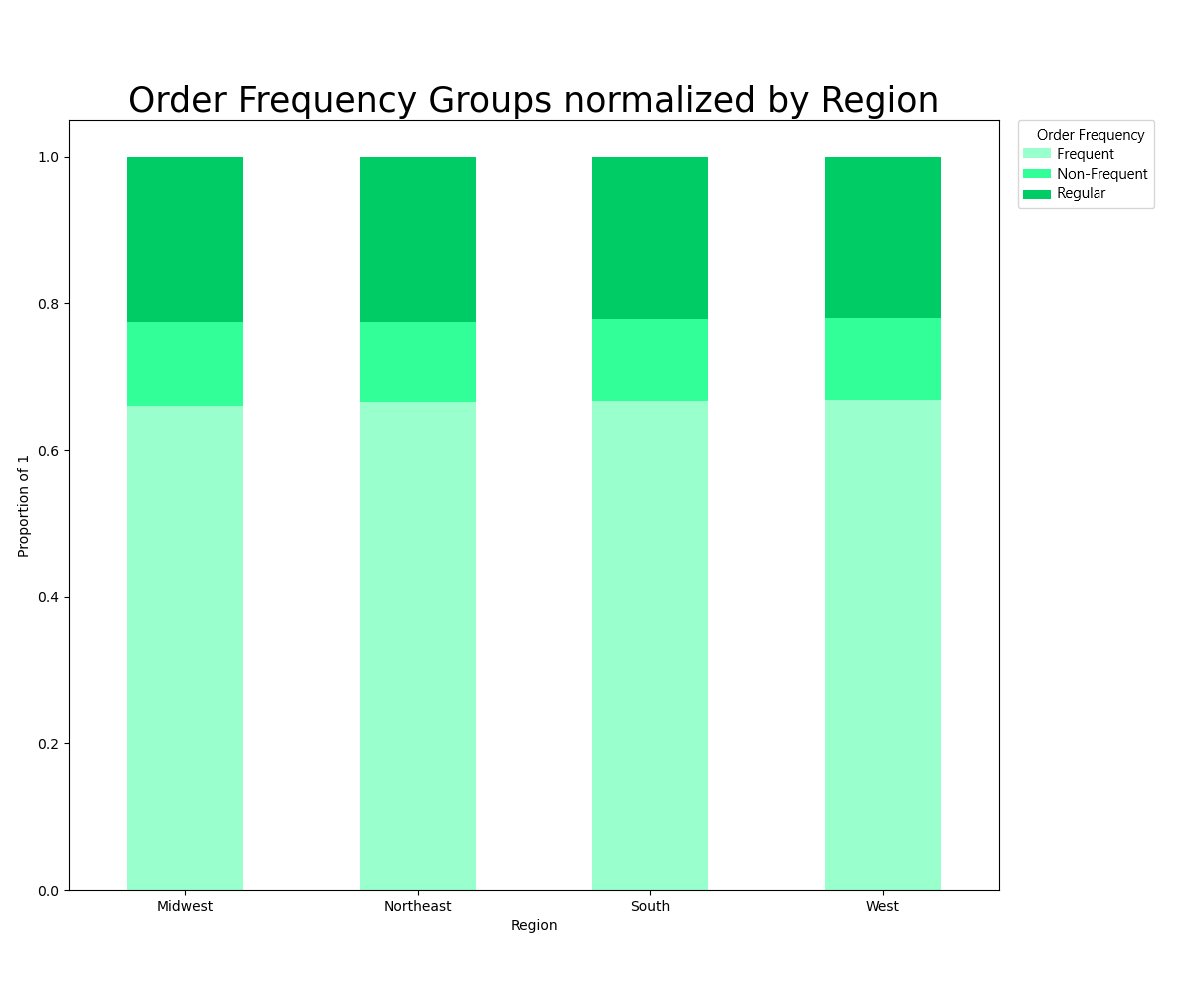 Order Frequency Groups normalized by Region
Order Frequency
Frequent
Non-Frequent
Regular
1.0
0.8
0.6
0.4
0.2
0.0
Proportion of 1
Midwest
Northeast
South
West
Region